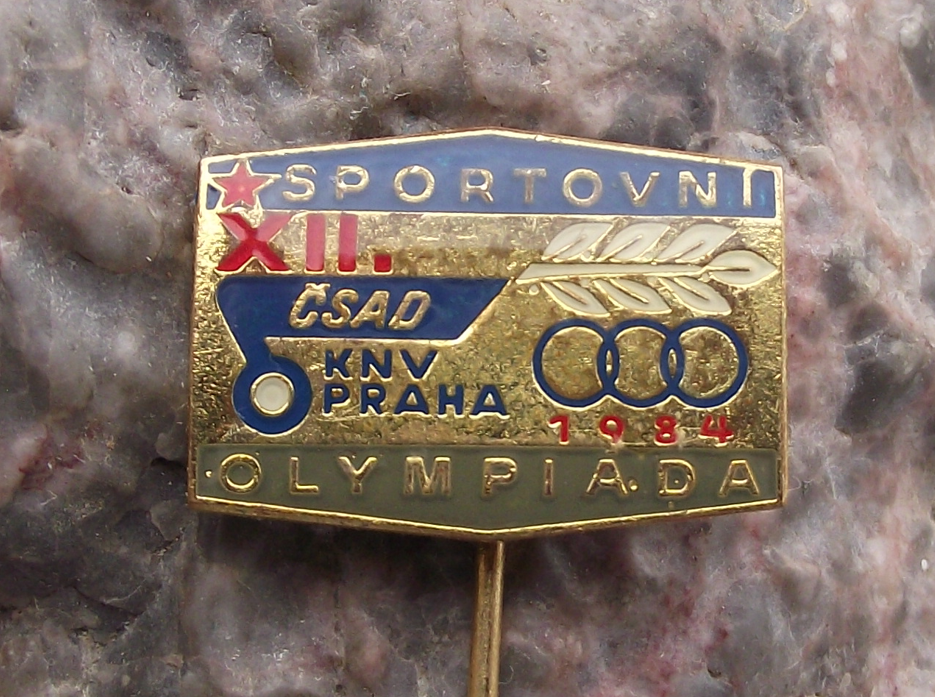 SPORTOVNÍ
XII.
ČSAD
KNV
PRAHA
1984
OLYMPIADA